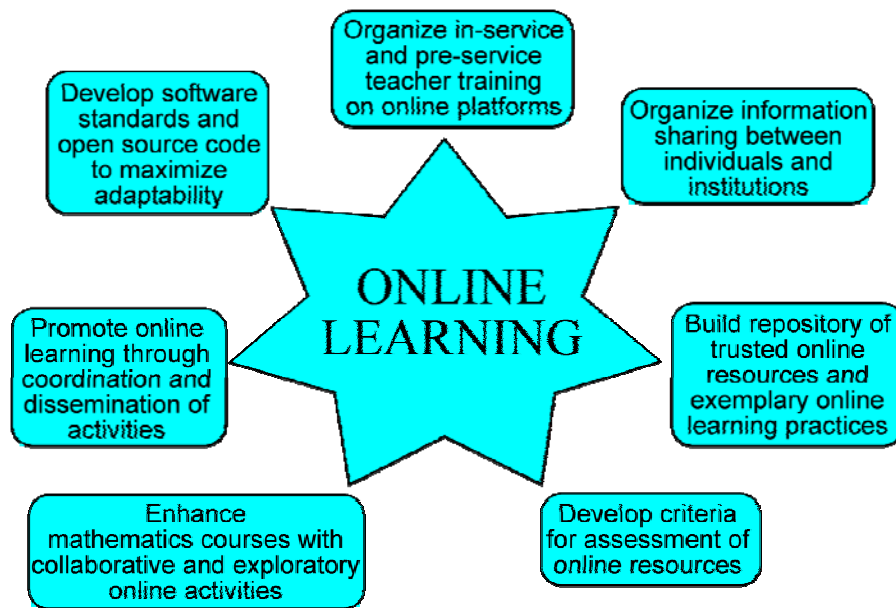 Organize in-service
and pre-service
teacher training
on online platforms
Develop software
standards and
open source code
to maximize
adaptability
Organize information
sharing between
individuals and
institutions
ONLINE
LEARNING
Promote online
learning through
coordination and
dissemination of
activities
Build repository of
trusted online
resources and
exemplary online
learning practices
Enhance
mathematics courses with
collaborative and exploratory
online activities
Develop criteria
for assessment of
online resources